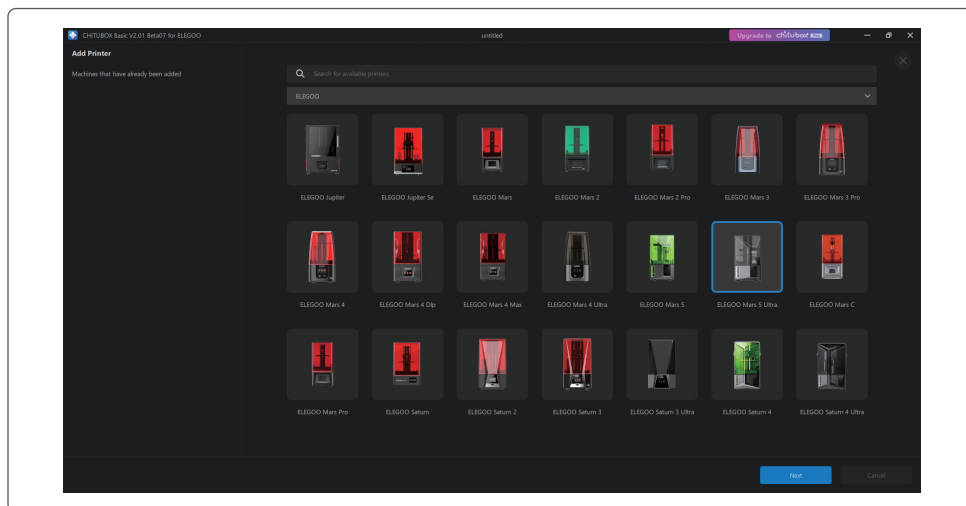 CHITUBOX Basic V2.01 Beta07 for ELEGOO
untitled
Upgrade to chitubox PRO
Add Printer
Machines that have already been added
Search for available printers
ELEGOO
ELEGOO Jupiter
ELEGOO Jupiter Se
ELEGOO Mars
ELEGOO Mars 2
ELEGOO Mars 2 Pro
ELEGOO Mars 3
ELEGOO Mars 3 Pro
ELEGOO Mars 4
ELEGOO Mars 4 Dlp
ELEGOO Mars 4 Max
ELEGOO Mars 4 Ultra
ELEGOO Mars 5
ELEGOO Mars 5 Ultra
ELEGOO Mars C
ELEGOO Mars Pro
ELEGOO Saturn
ELEGOO Saturn 2
ELEGOO Saturn 3
ELEGOO Saturn 3 Ultra
ELEGOO Saturn 4
ELEGOO Saturn 4 Ultra
Next
Cancel